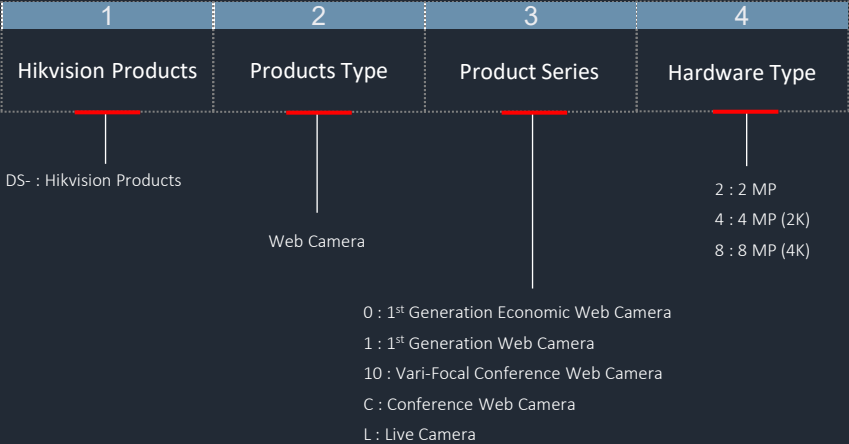 1 2 3 4
Hikvision Products Products Type Product Series Hardware Type
DS- : Hikvision Products
Web Camera
0 : 1st Generation Economic Web Camera
1 : 1st Generation Web Camera
10 : Vari-Focal Conference Web Camera
C : Conference Web Camera
L : Live Camera
2 : 2 MP
4 : 4 MP (2K)
8 : 8 MP (4K)